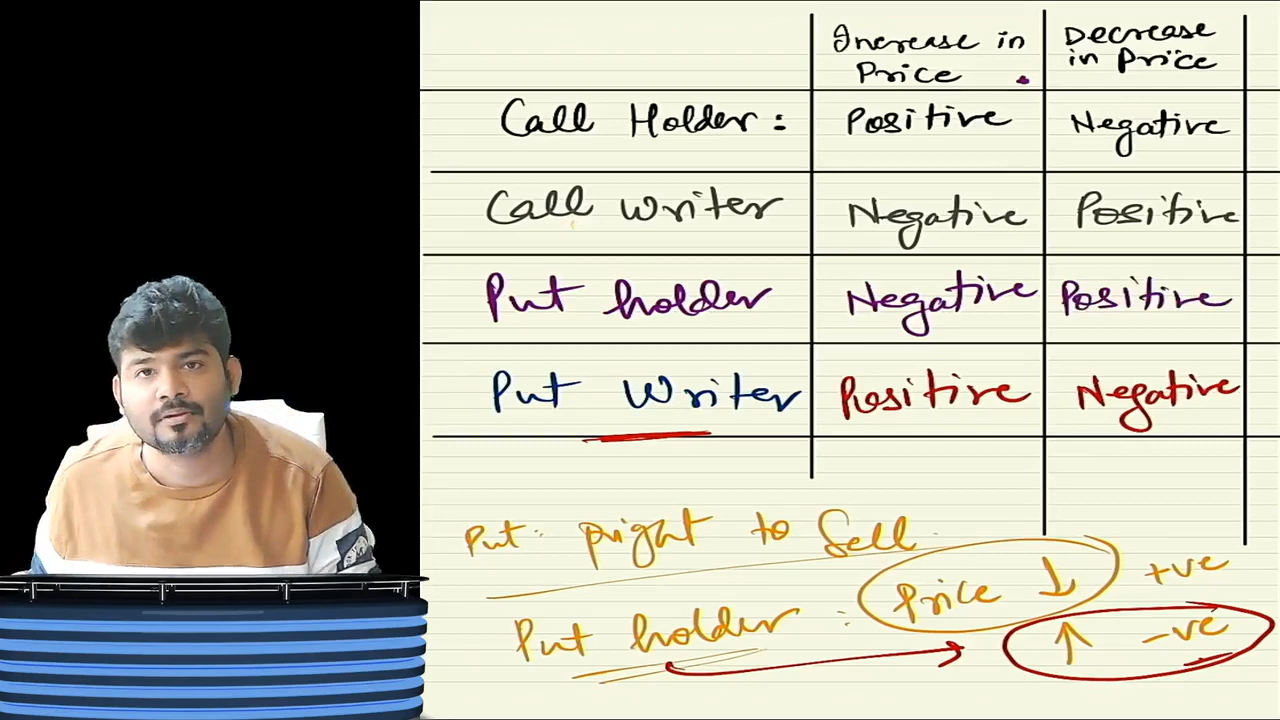 Increase in Price
Decrease in Price
Call Holder: Positive Negative
Call Writer Negative Positive
Put holder Negative Positive
Put Writer Positive Negative
Put: right to Sell
Put holder : Price ↓ +ve
↑ -ve